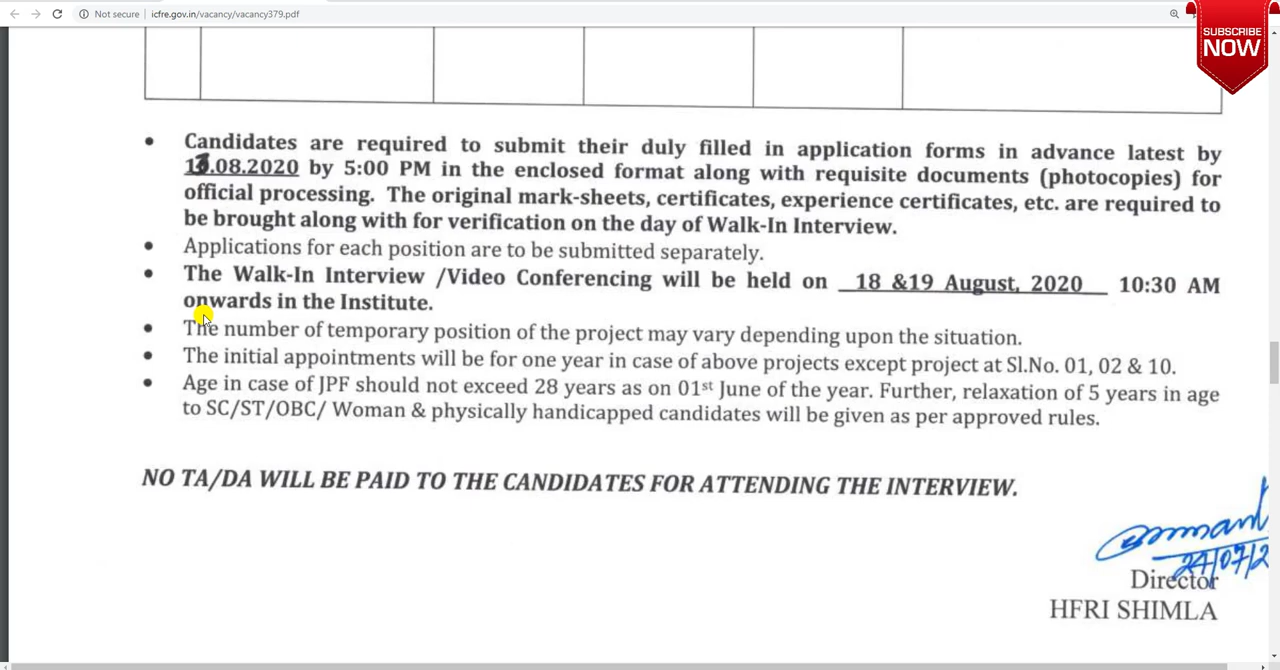 Not secure | icfre.gov.in/vacancy/vacancy379.pdf
SUBSCRIBE
NOW
• Candidates are required to submit their duly filled in application forms in advance latest by
13.08.2020 by 5:00 PM in the enclosed format along with requisite documents (photocopies) for
official processing. The original mark-sheets, certificates, experience certificates, etc. are required to
be brought along with for verification on the day of Walk-In Interview.
• Applications for each position are to be submitted separately.
• The Walk-In Interview /Video Conferencing will be held on 18 &19 August, 2020 10:30 AM
onwards in the Institute.
• The number of temporary position of the project may vary depending upon the situation.
• The initial appointments will be for one year in case of above projects except project at Sl.No. 01, 02 & 10.
• Age in case of JPF should not exceed 28 years as on 01st June of the year. Further, relaxation of 5 years in age
to SC/ST/OBC/ Woman & physically handicapped candidates will be given as per approved rules.
NO TA/DA WILL BE PAID TO THE CANDIDATES FOR ATTENDING THE INTERVIEW.
24/07/2
Director
HFRI SHIMLA